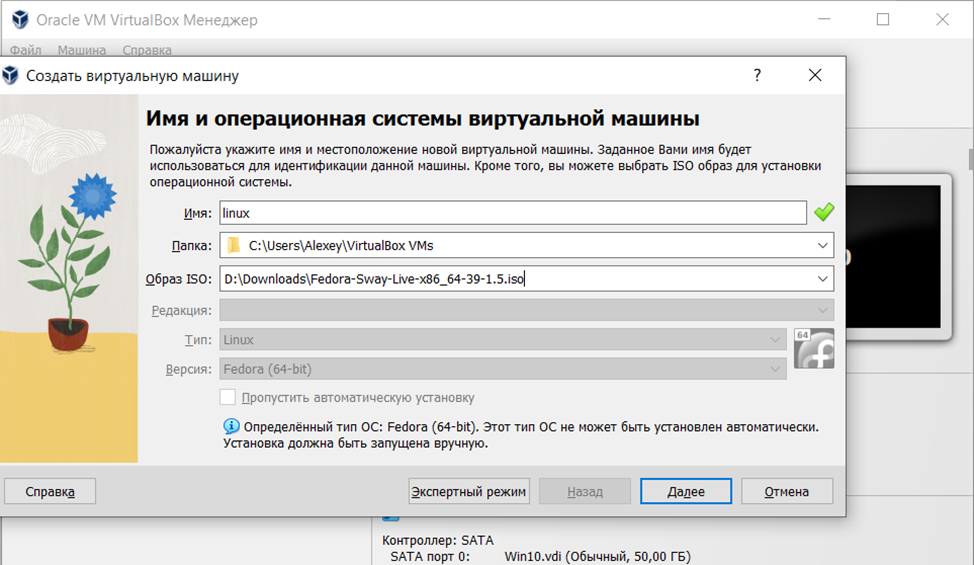 Oracle VM VirtualBox Менеджер
Файл Машина Справка
Создать виртуальную машину ?
Имя и операционная системы виртуальной машины
Пожалуйста укажите имя и местоположение новой виртуальной машины. Заданное Вами имя будет
использоваться для идентификации данной машины. Кроме того, вы можете выбрать ISO образ для установки
операционной системы.
Имя: linux
Папка: C:\Users\Alexey\VirtualBox VMs
Образ ISO: D:\Downloads\Fedora-Sway-Live-x86_64-39-1.5.iso
Редакция:
Тип: Linux
64
Версия: Fedora (64-bit)
Пропустить автоматическую установку
Определённый тип ОС: Fedora (64-bit). Этот тип ОС не может быть установлен автоматически.
Установка должна быть запущена вручную.
Справка Экспертный режим Назад Далее Отмена
Контроллер: SATA
SATA порт 0: Win10.vdi (Обычный, 50,00 ГБ)